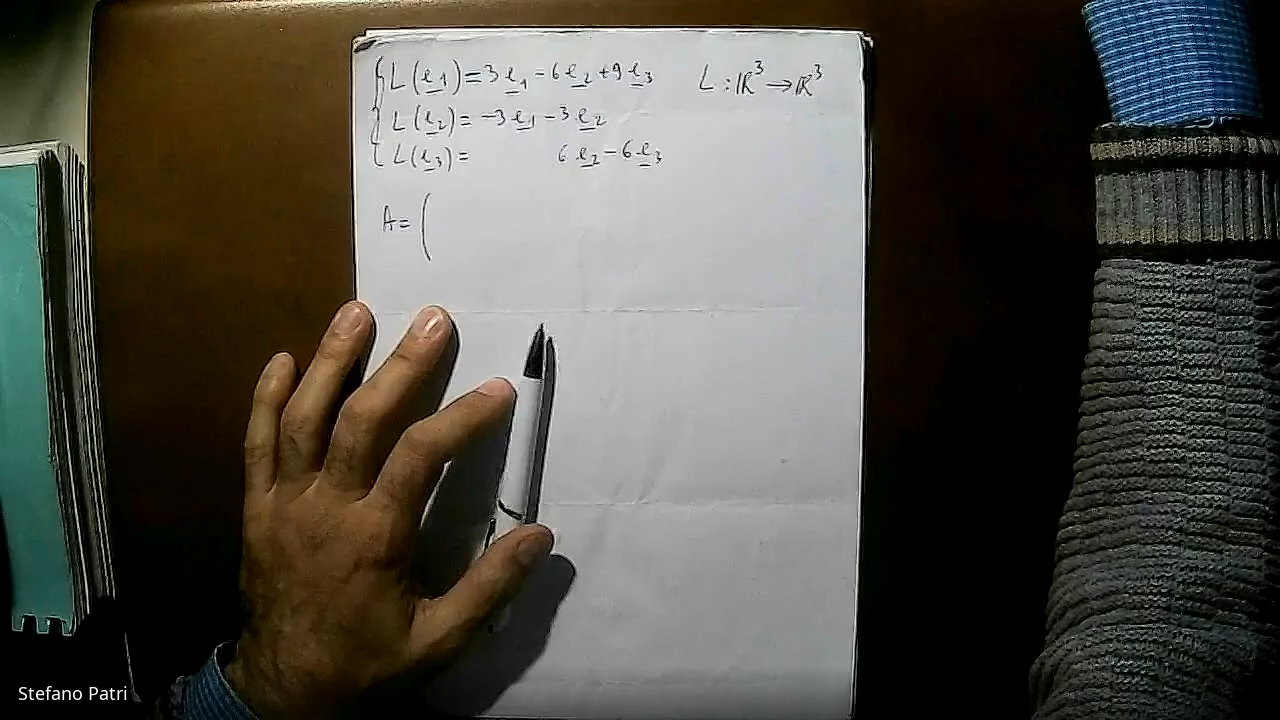 L(e1) = 3e1 - 6e2 + 9e3 L : ℝ³ → ℝ³
L(e2) = -3e1 - 3e2
L(e3) = 6e2 - 6e3
A = (
Stefano Patri